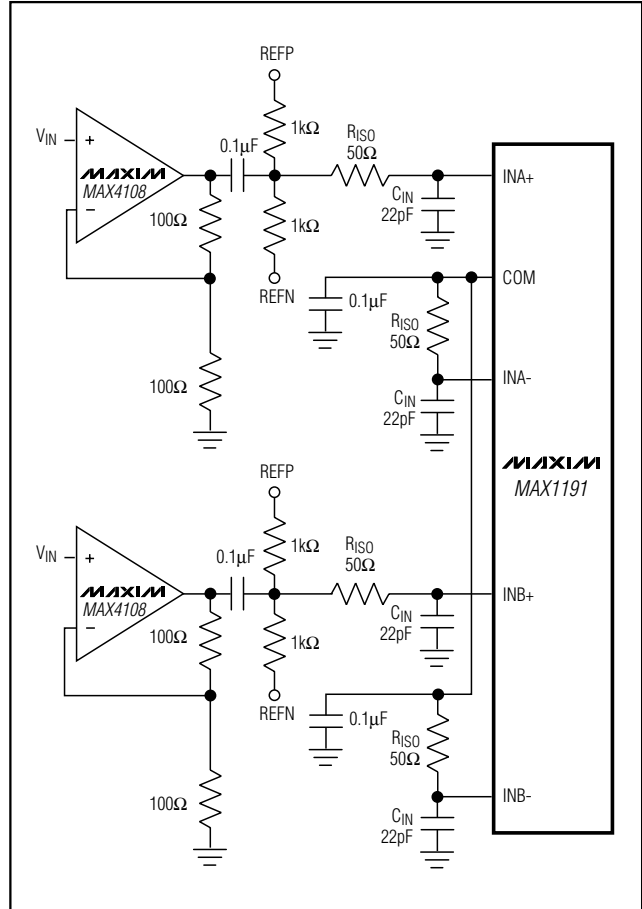 REFP
V_IN
+
-
MAXIM
MAX4108
0.1µF
1kΩ
R_ISO
50Ω
INA+
C_IN
22pF
100Ω
1kΩ
REFN
COM
0.1µF
R_ISO
50Ω
100Ω
INA-
C_IN
22pF
MAXIM
MAX1191
REFP
V_IN
+
-
MAXIM
MAX4108
0.1µF
1kΩ
R_ISO
50Ω
INB+
C_IN
22pF
100Ω
1kΩ
REFN
0.1µF
R_ISO
50Ω
100Ω
INB-
C_IN
22pF